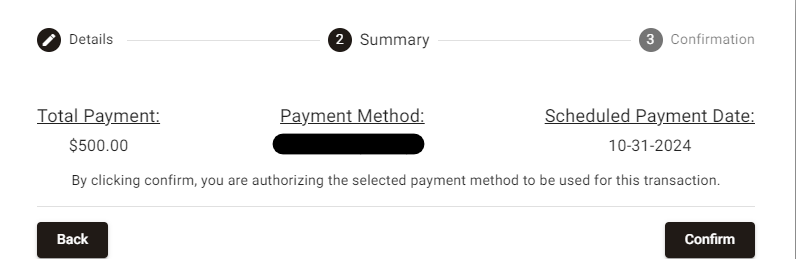 Details
2 Summary
3 Confirmation
Total Payment:
$500.00
Payment Method:
Scheduled Payment Date:
10-31-2024
By clicking confirm, you are authorizing the selected payment method to be used for this transaction.
Back
Confirm